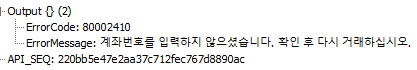 Output {} (2)
ErrorCode: 80002410
ErrorMessage: 계좌번호를 입력하지 않으셨습니다. 확인 후 다시 거래하십시오.
API_SEQ: 220bb5e47e2aa37c712fec767d8890ac